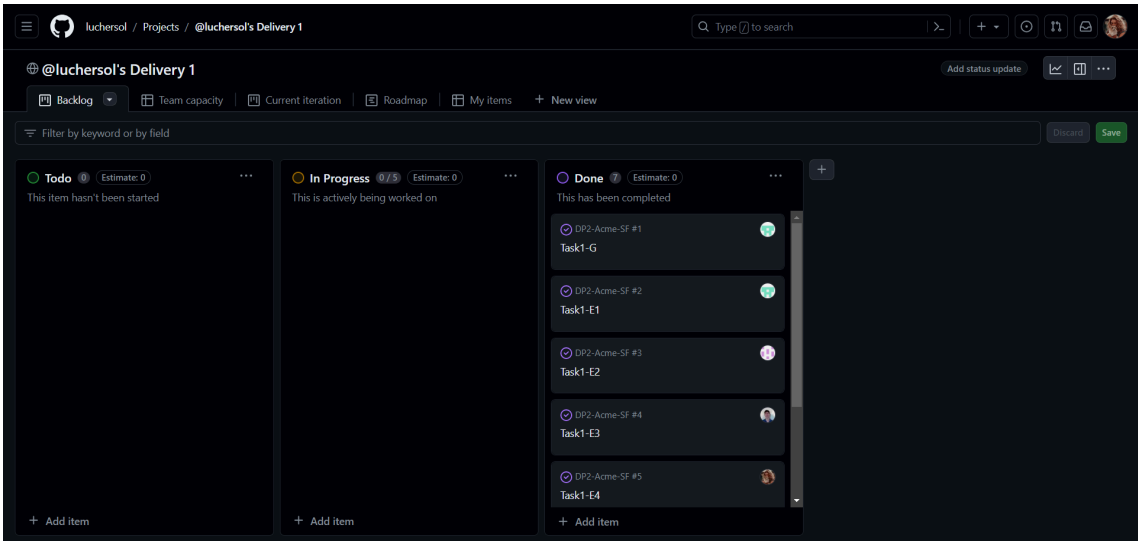 luchersol / Projects / @luchersol's Delivery 1
Type / to search
@luchersol's Delivery 1
Add status update
Backlog
Team capacity
Current iteration
Roadmap
My items
+ New view
Filter by keyword or by field
Discard
Save
Todo 0 Estimate: 0
This item hasn't been started
+ Add item
In Progress 0 / 5 Estimate: 0
This is actively being worked on
+ Add item
Done 7 Estimate: 0
This has been completed
DP2-Acme-SF #1
Task1-G
DP2-Acme-SF #2
Task1-E1
DP2-Acme-SF #3
Task1-E2
DP2-Acme-SF #4
Task1-E3
DP2-Acme-SF #5
Task1-E4
+ Add item